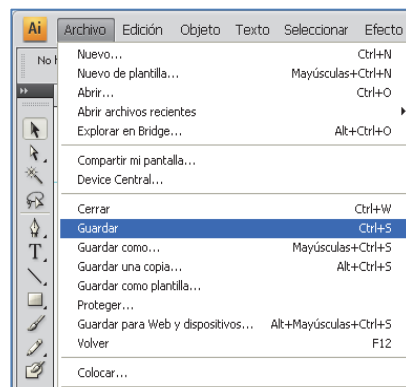 Ai Archivo Edición Objeto Texto Seleccionar Efecto
Nuevo... Ctrl+N
Nuevo de plantilla... Mayúsculas+Ctrl+N
Abrir... Ctrl+O
Abrir archivos recientes
Explorar en Bridge... Alt+Ctrl+O
Compartir mi pantalla...
Device Central...
Cerrar Ctrl+W
Guardar Ctrl+S
Guardar como... Mayúsculas+Ctrl+S
Guardar una copia... Alt+Ctrl+S
Guardar como plantilla...
Proteger...
Guardar para Web y dispositivos... Alt+Mayúsculas+Ctrl+S
Volver F12
Colocar...